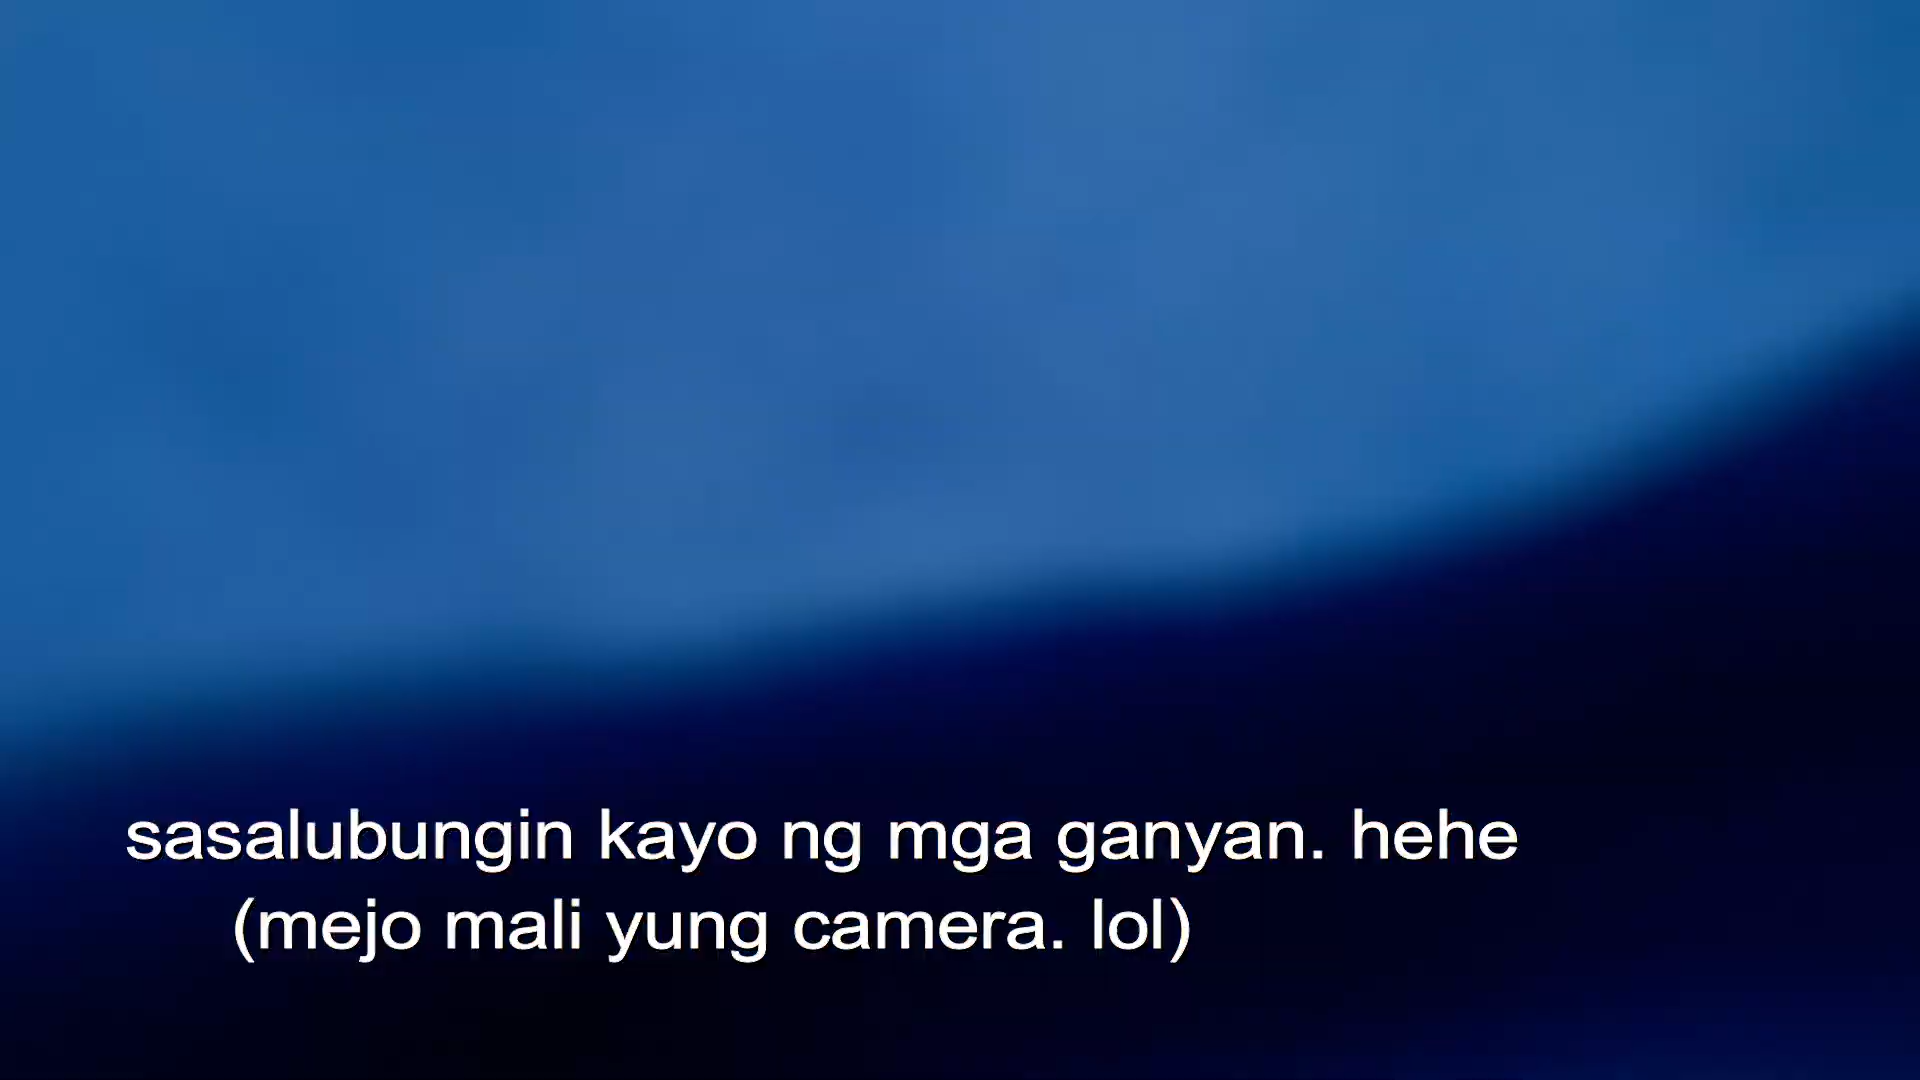 sasalubungin kayo ng mga ganyan. hehe
(mejo mali yung camera. lol)